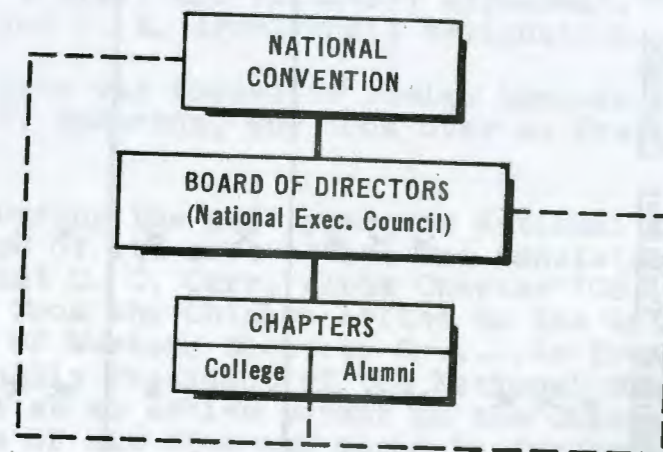 NATIONAL
CONVENTION
BOARD OF DIRECTORS
(National Exec. Council)
CHAPTERS
College Alumni